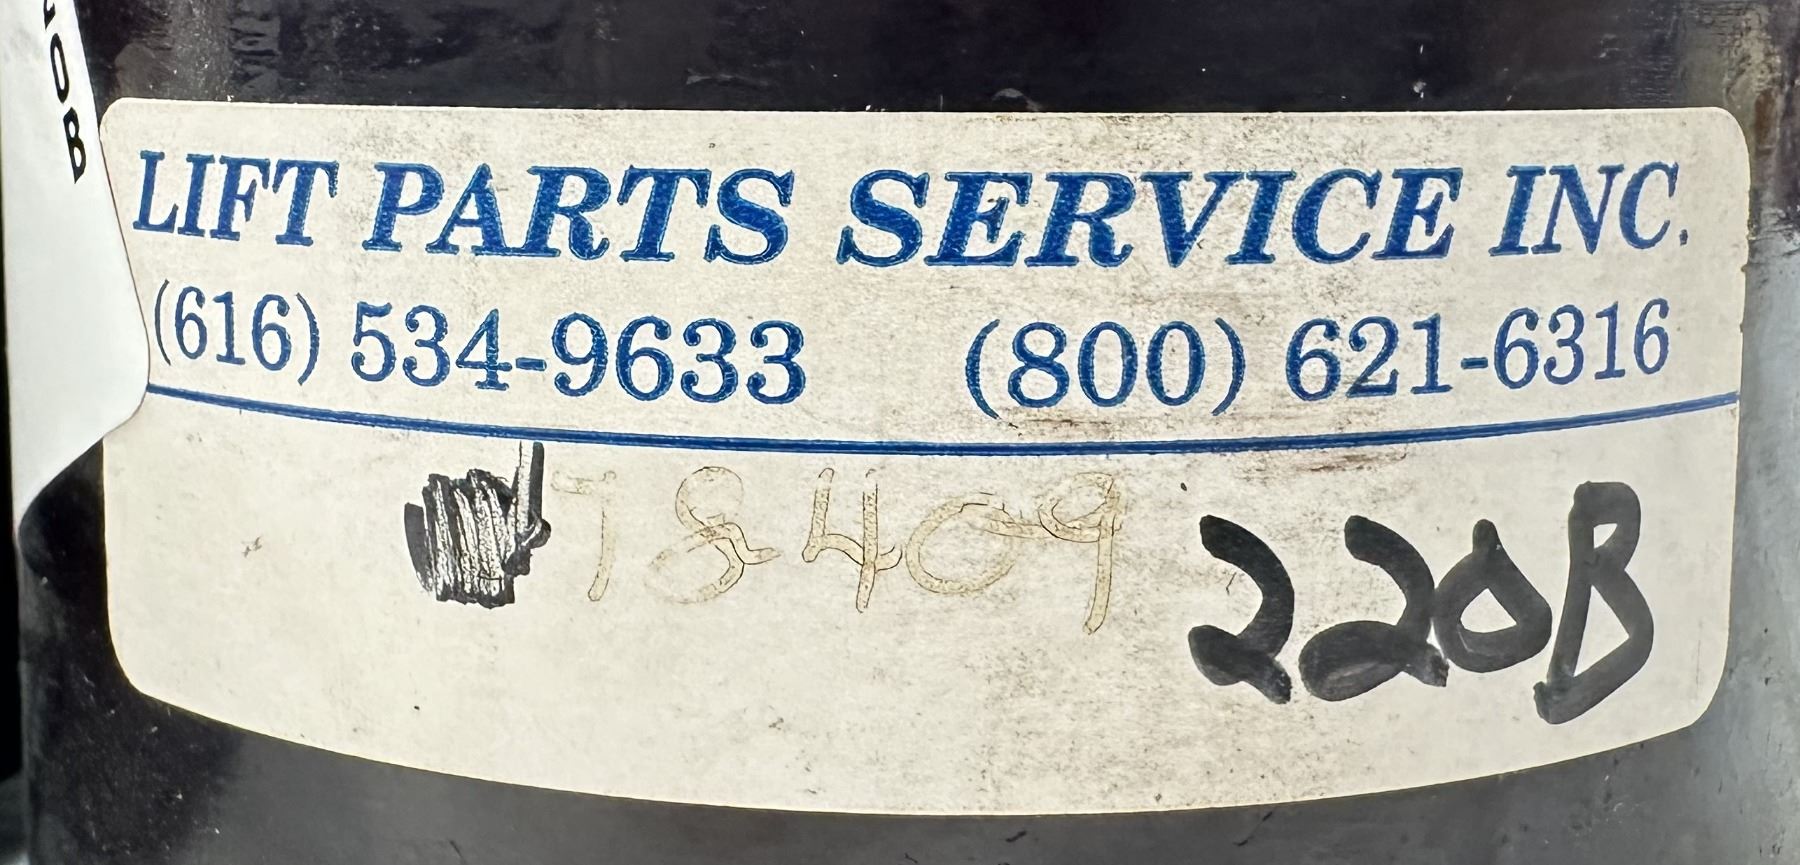 LIFT PARTS SERVICE INC.
(616) 534-9633 (800) 621-6316
78409 220B